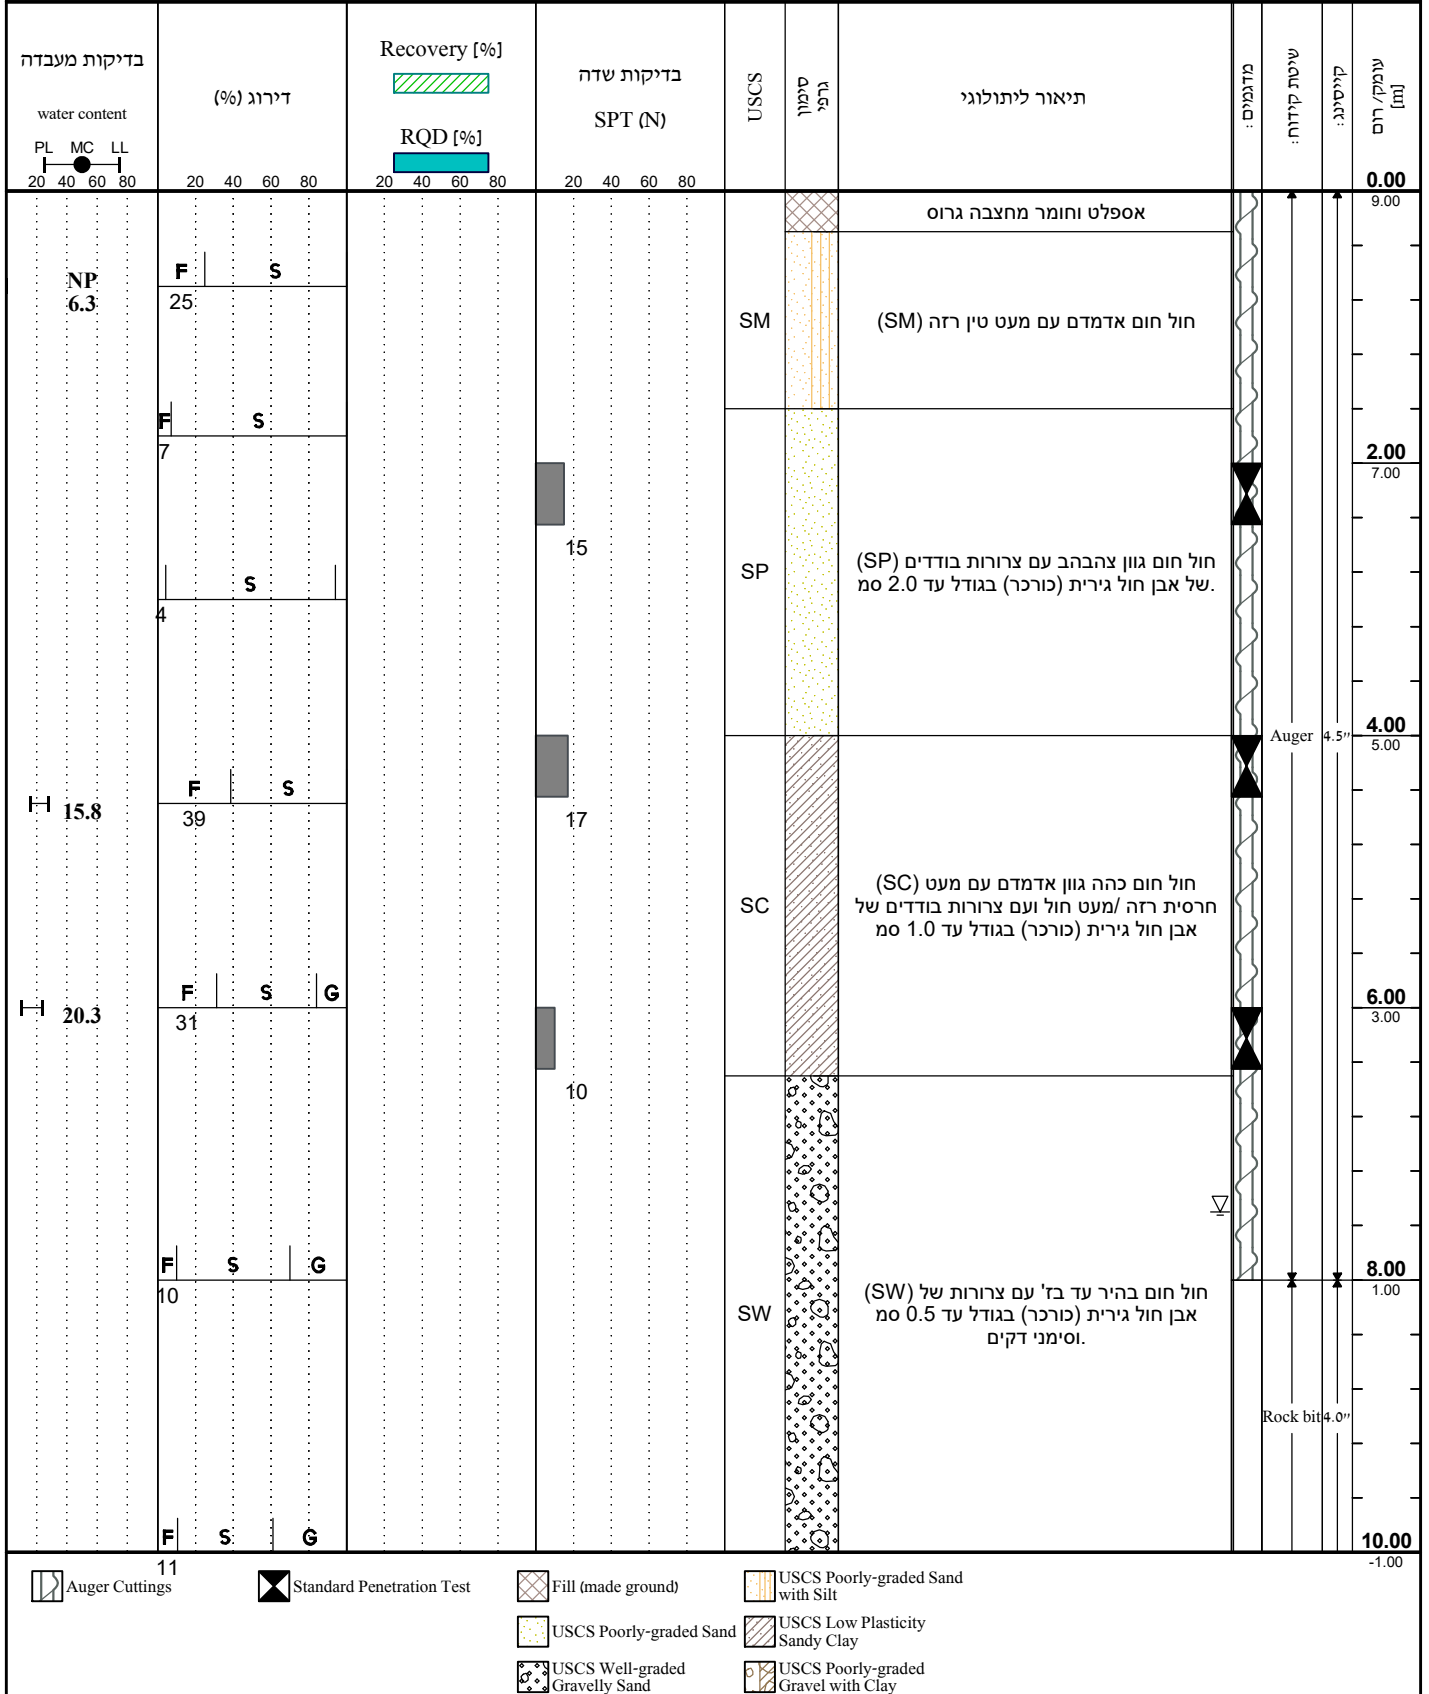 בדיקות מעבדה
water content
PL MC LL
20 40 60 80
דירוג (%)
20 40 60 80
Recovery [%]
RQD [%]
20 40 60 80
בדיקות שדה
SPT (N)
20 40 60 80
USCS
סימון
גרפי
תיאור ליתולוגי
מדגמים:
שיטת קידוח:
קייסינג:
עומק/ רום
[m]
0.00
9.00
אספלט וחומר מחצבה גרוס
F S
25
NP
6.3
SM
חול חום אדמדם עם מעט טין רזה (SM)
F S
7
2.00
7.00
15
S
4
SP
חול חום גוון צהבהב עם צרורות בודדים (SP)
של אבן חול גירית (כורכר) בגודל עד 2.0 סמ.
4.00
5.00
Auger 4.5"
F S
39
15.8
17
SC
חול חום כהה גוון אדמדם עם מעט (SC)
חרסית רזה /מעט חול ועם צרורות בודדים של
אבן חול גירית (כורכר) בגודל עד 1.0 סמ
F S G
31
20.3
6.00
3.00
10
F S G
10
8.00
1.00
SW
חול חום בהיר עד בז' עם צרורות של (SW)
אבן חול גירית (כורכר) בגודל עד 0.5 סמ
וסימני דקים.
Rock bit 4.0"
F S G
11
10.00
-1.00
Auger Cuttings
Standard Penetration Test
Fill (made ground)
USCS Poorly-graded Sand
with Silt
USCS Poorly-graded Sand
USCS Low Plasticity
Sandy Clay
USCS Well-graded
Gravelly Sand
USCS Poorly-graded
Gravel with Clay